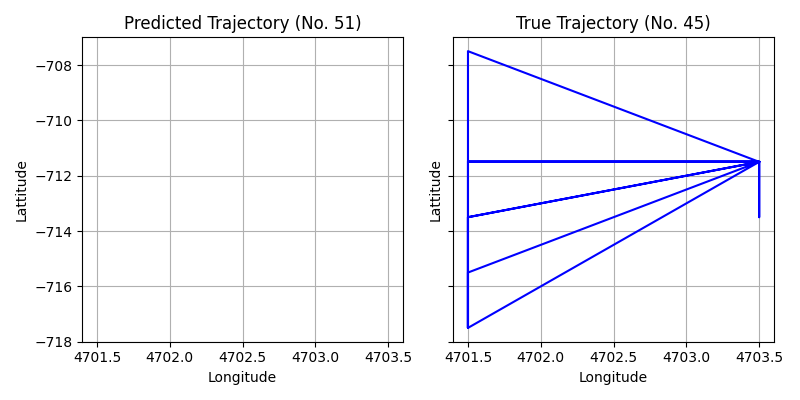 Predicted Trajectory (No. 51)
True Trajectory (No. 45)
Lattitude
−708
−710
−712
−714
−716
−718
4701.5 4702.0 4702.5 4703.0 4703.5
Longitude
Lattitude
4701.5 4702.0 4702.5 4703.0 4703.5
Longitude